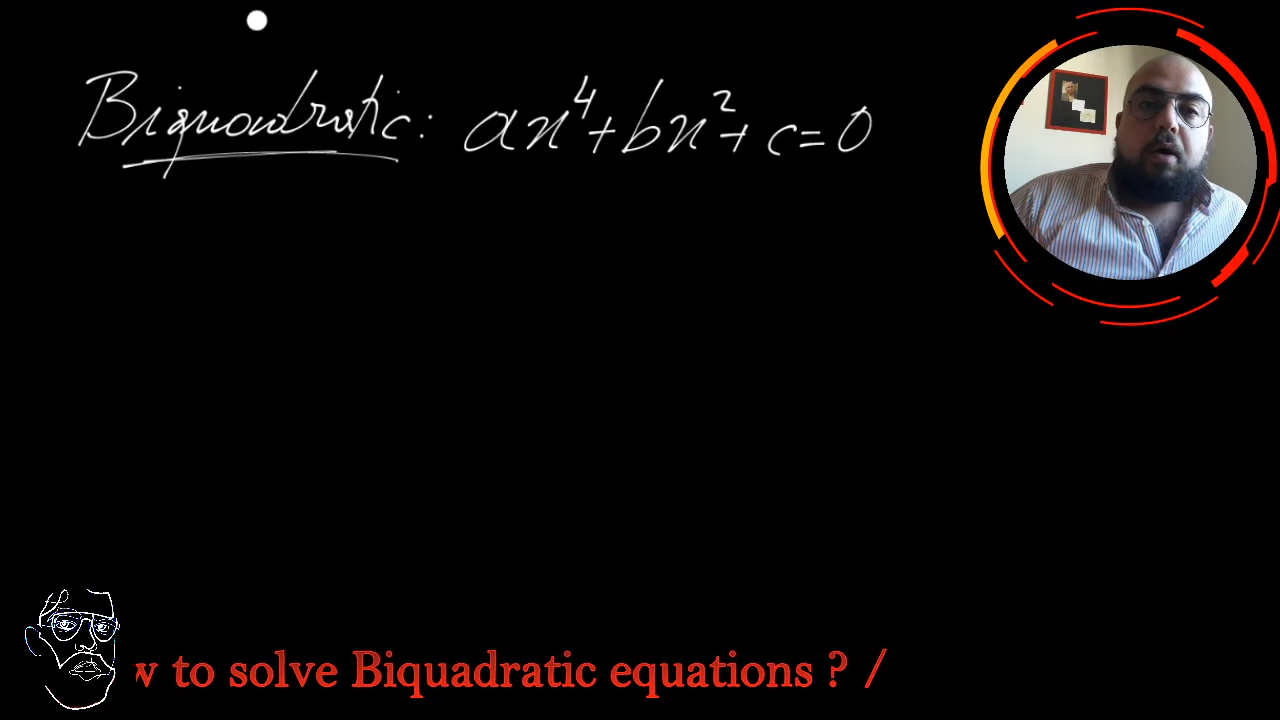 Biquadratic: ax⁴+bx²+c=0
w to solve Biquadratic equations ? /